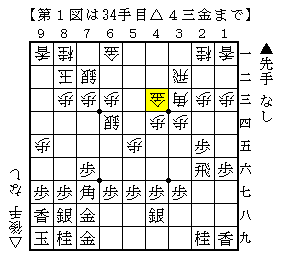 【第１図は34手目△４三金まで】
９ ８ ７ ６ ５ ４ ３ ２ １
香 桂 金 桂 香 一
玉 銀 飛 二
歩 歩 歩 歩 金 角 歩 歩 三
銀 歩 歩 四
歩 歩 歩 五
歩 飛 六
歩 歩 角 歩 歩 歩 歩 七
香 銀 金 銀 八
玉 桂 金 桂 香 九
▲先手 なし
△後手 なし